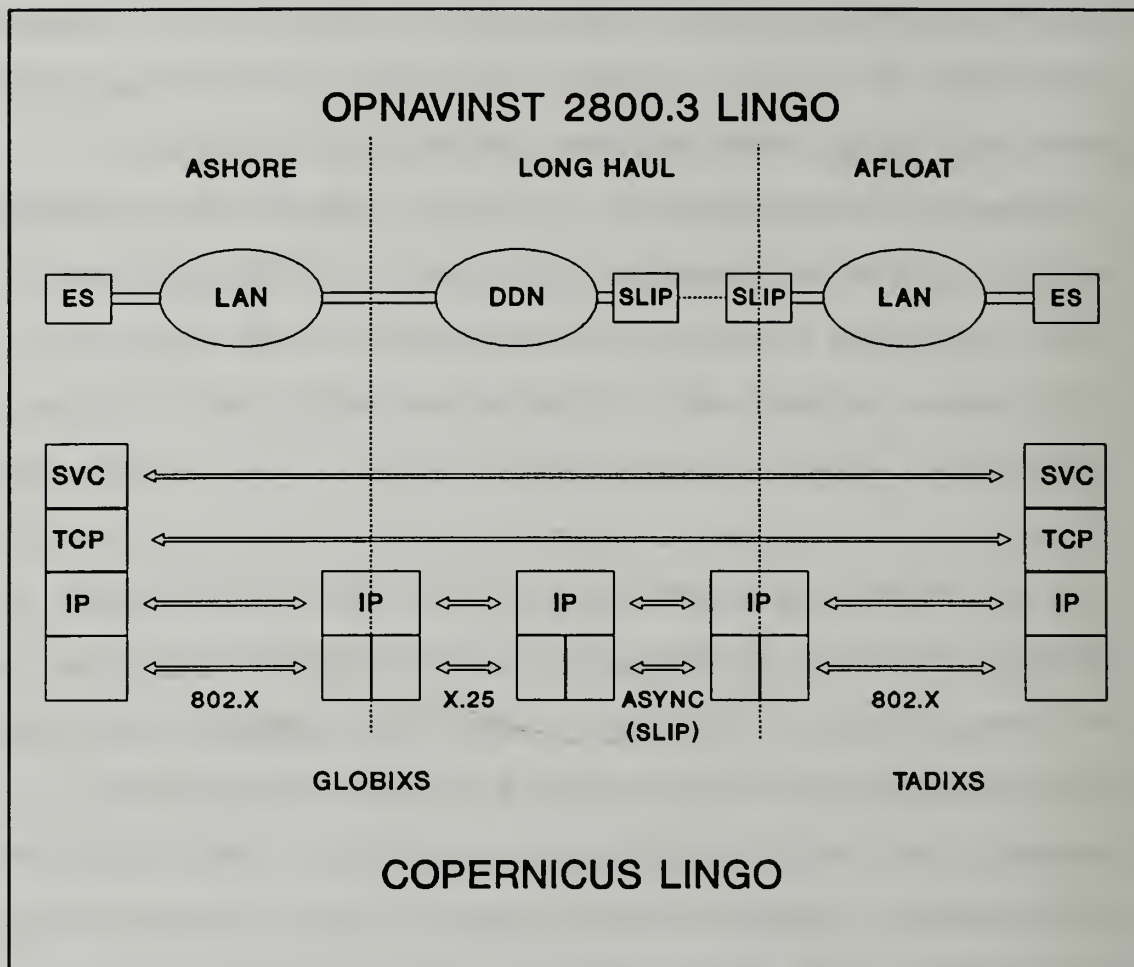 OPNAVINST 2800.3 LINGO
ASHORE LONG HAUL AFLOAT
ES LAN DDN SLIP SLIP LAN ES
SVC SVC
TCP TCP
IP IP IP IP IP
802.X X.25 ASYNC 802.X
(SLIP)
GLOBIXS TADIXS
COPERNICUS LINGO